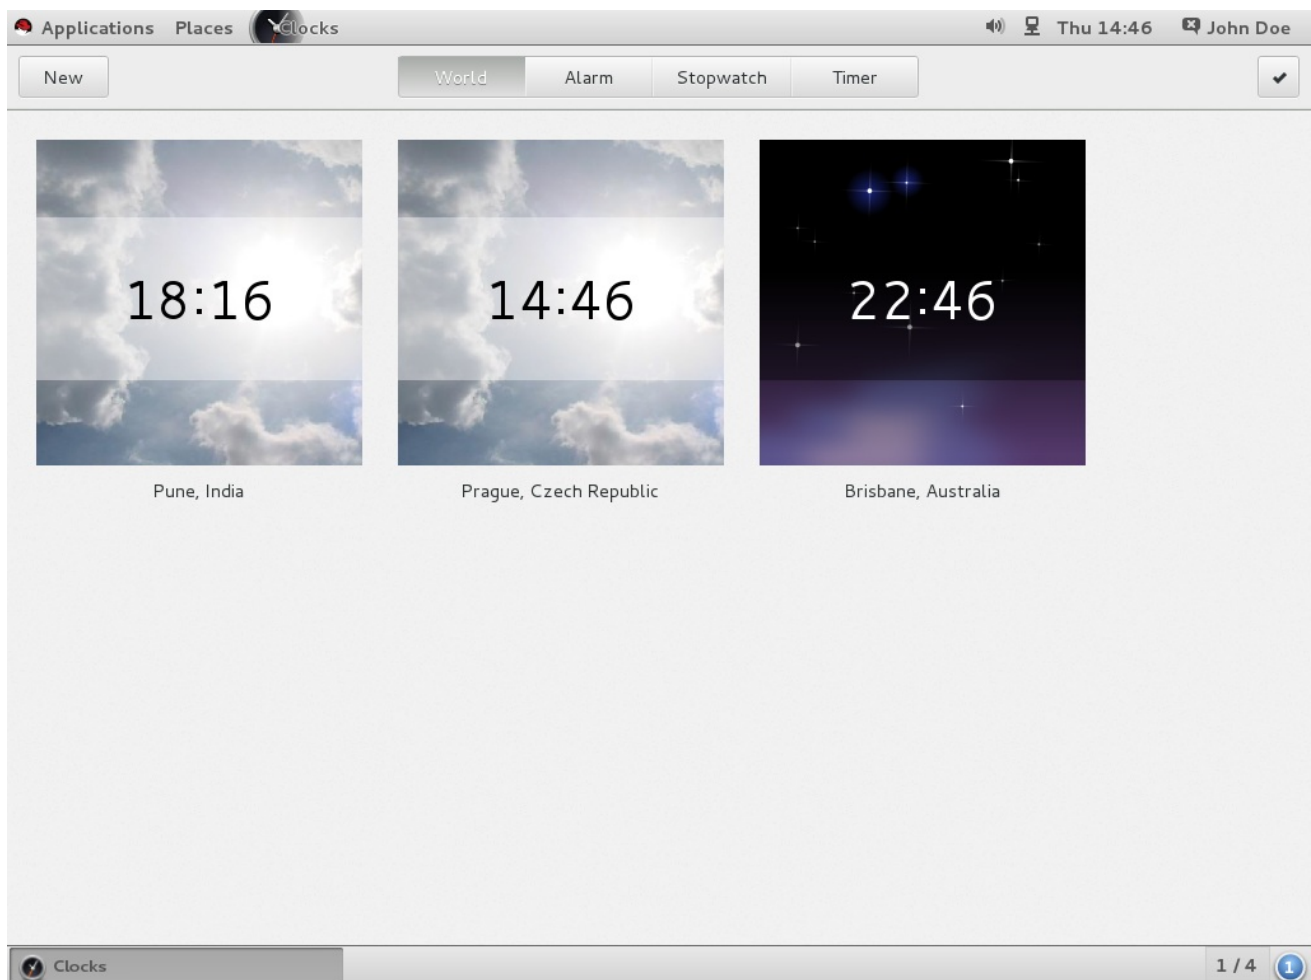 Applications Places Clocks Thu 14:46 John Doe
New World Alarm Stopwatch Timer
18:16 14:46 22:46
Pune, India Prague, Czech Republic Brisbane, Australia
Clocks 1 / 4 1